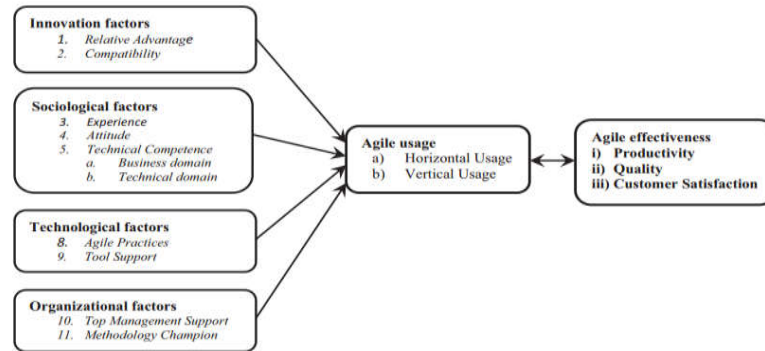 Innovation factors
1. Relative Advantage
2. Compatibility
Sociological factors
3. Experience
4. Attitude
5. Technical Competence
a. Business domain
b. Technical domain
Technological factors
8. Agile Practices
9. Tool Support
Organizational factors
10. Top Management Support
11. Methodology Champion
Agile usage
a) Horizontal Usage
b) Vertical Usage
Agile effectiveness
i) Productivity
ii) Quality
iii) Customer Satisfaction